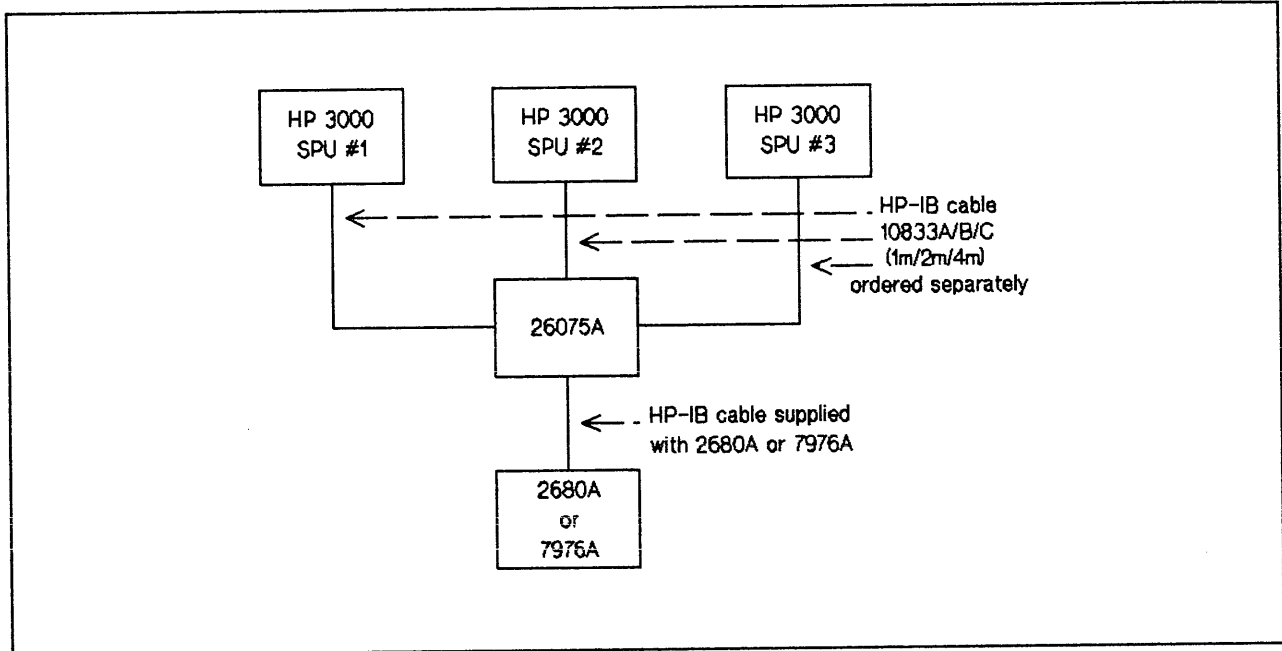 HP 3000
SPU #1
HP 3000
SPU #2
HP 3000
SPU #3
HP-IB cable
10833A/B/C
(1m/2m/4m)
ordered separately
26075A
HP-IB cable supplied
with 2680A or 7976A
2680A
or
7976A